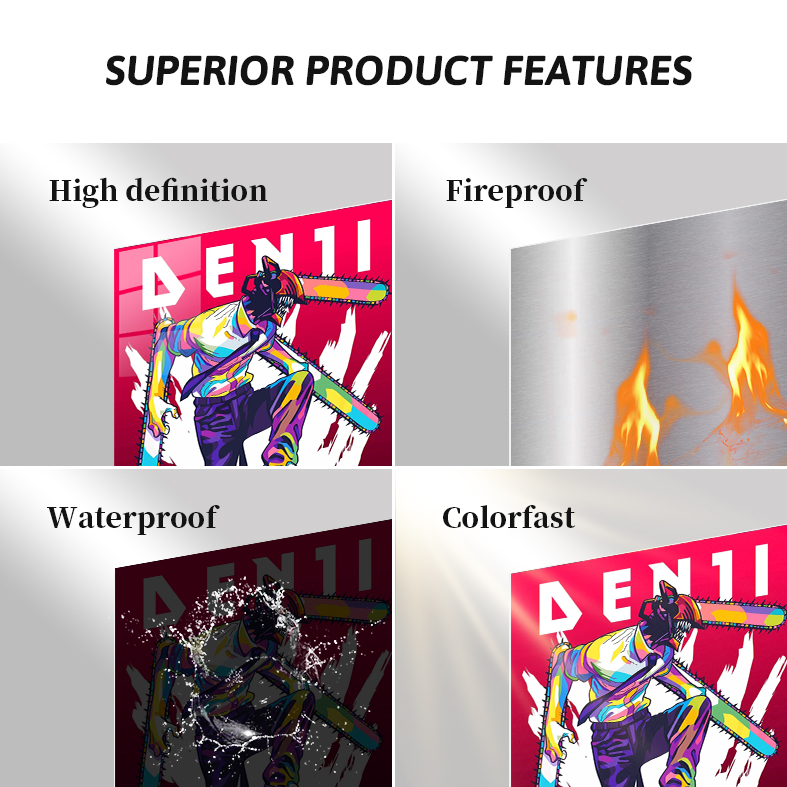 SUPERIOR PRODUCT FEATURES
High definition
Fireproof
DENJI
Waterproof
Colorfast
DENJI
DENJI